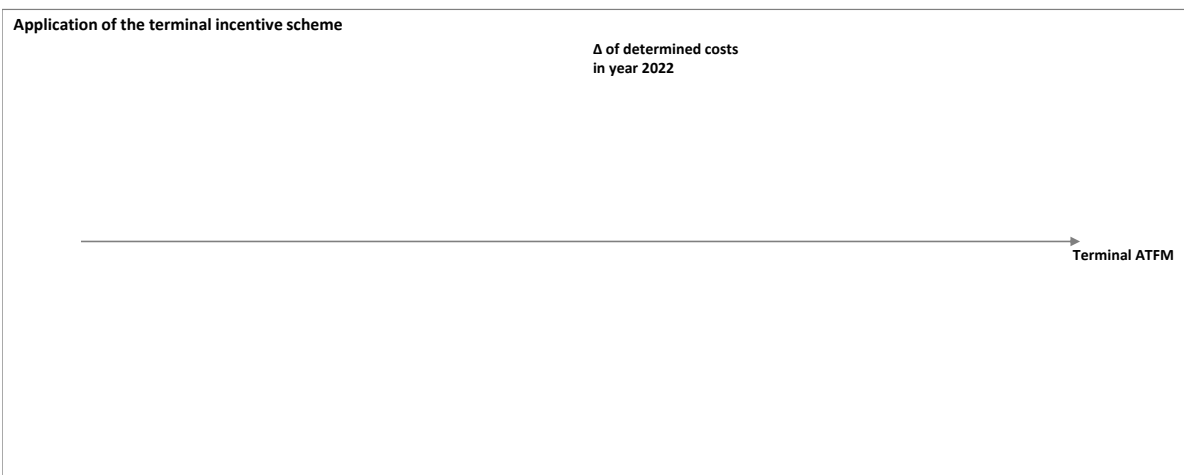 Application of the terminal incentive scheme
Δ of determined costs
in year 2022
Terminal ATFM